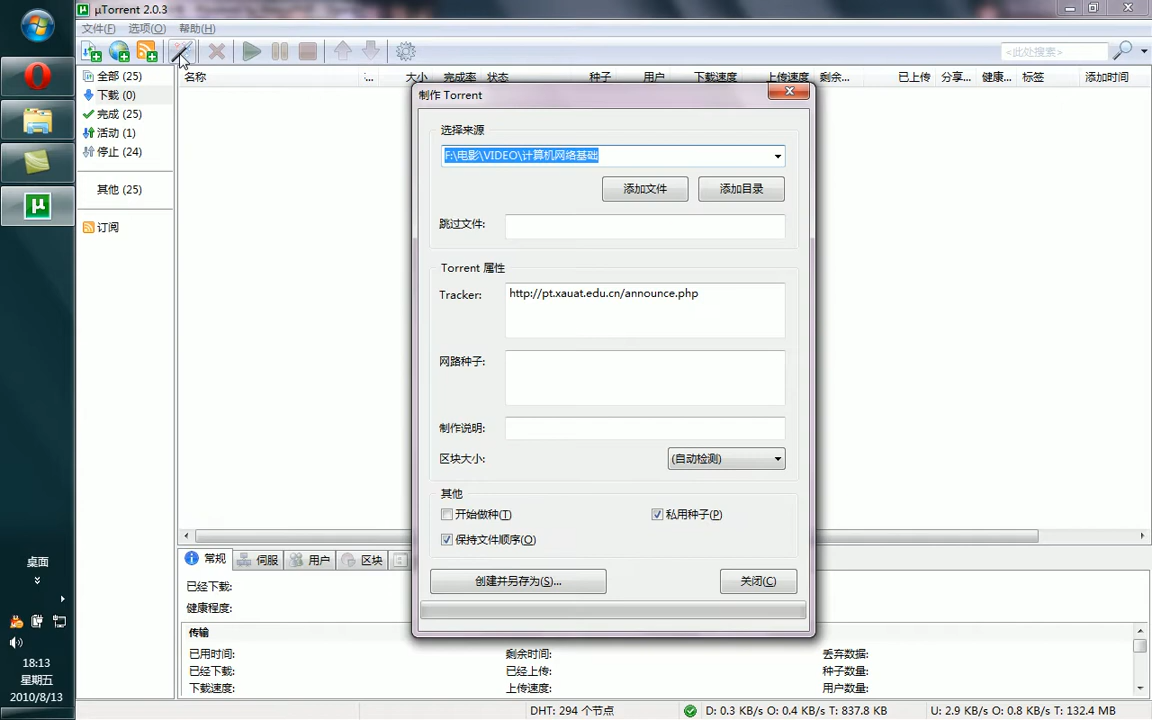 µTorrent 2.0.3
文件(F) 选项(O) 帮助(H)
<此处搜索>
全部 (25)
下载 (0)
完成 (25)
活动 (1)
停止 (24)
其他 (25)
订阅
名称 大小 完成率 状态 种子 用户 下载速度 上传速度 剩余... 已上传 分享... 健康... 标签 添加时间
制作 Torrent
选择来源
F:\电影\VIDEO\计算机网络基础
添加文件 添加目录
跳过文件:
Torrent 属性
Tracker: http://pt.xauat.edu.cn/announce.php
网路种子:
制作说明:
区块大小: (自动检测)
其他
开始做种(T) 私用种子(P)
保持文件顺序(O)
创建并另存为(S)... 关闭(C)
常规 伺服 用户 区块
已经下载:
健康程度:
传输
已用时间: 剩余时间: 丢弃数据:
已经下载: 已经上传: 种子数量:
下载速度: 上传速度: 用户数量:
DHT: 294 个节点 D: 0.3 KB/s O: 0.4 KB/s T: 837.8 KB U: 2.9 KB/s O: 0.8 KB/s T: 132.4 MB
桌面
18:13
星期五
2010/8/13